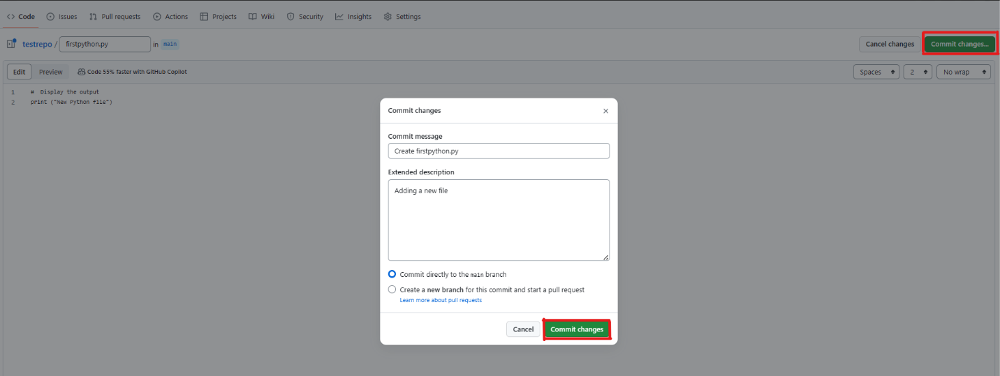 Code Issues Pull requests Actions Projects Wiki Security Insights Settings
testrepo / firstpython.py in main Cancel changes Commit changes...
Edit Preview Code 55% faster with GitHub Copilot Spaces 2 No wrap
1 # Display the output
2 print ("New Python file")
Commit changes
Commit message
Create firstpython.py
Extended description
Adding a new file
Commit directly to the main branch
Create a new branch for this commit and start a pull request
Learn more about pull requests
Cancel Commit changes